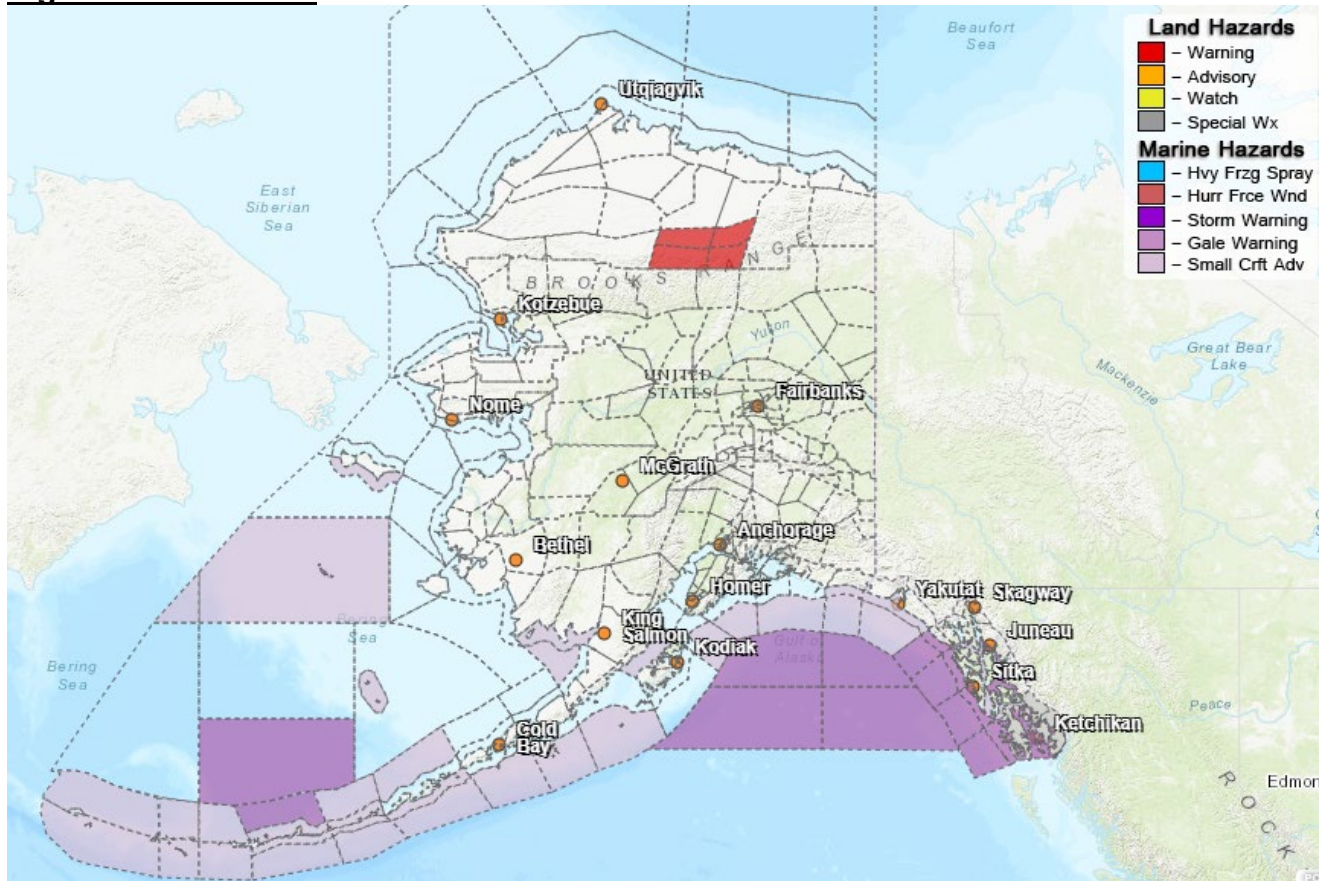 Land Hazards
– Warning
– Advisory
– Watch
– Special Wx
Marine Hazards
– Hvy Frzg Spray
– Hurr Frce Wnd
– Storm Warning
– Gale Warning
– Small Crft Adv
Beaufort
Sea
Utqiagvik
East
Siberian
Sea
BROOKS RANGE
Kotzebue
Yukon
Great Bear
Lake
Mackenzie
UNITED
STATES
Fairbanks
Nome
McGrath
Anchorage
Bethel
Homer
Yakutat
Skagway
King
Salmon
Juneau
Bering
Sea
Kodiak
Gulf of
Alaska
Bering
Sea
Sitka
Peace
Cold
Bay
Ketchikan
Edmon
ROCK